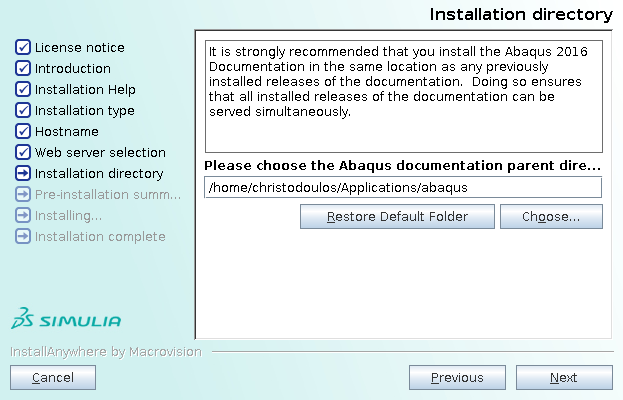 Installation directory
License notice
Introduction
Installation Help
Installation type
Hostname
Web server selection
Installation directory
Pre-installation summ...
Installing...
Installation complete
It is strongly recommended that you install the Abaqus 2016
Documentation in the same location as any previously
installed releases of the documentation.  Doing so ensures
that all installed releases of the documentation can be
served simultaneously.
Please choose the Abaqus documentation parent dire...
/home/christodoulos/Applications/abaqus
Restore Default Folder
Choose...
SIMULIA
InstallAnywhere by Macrovision
Cancel
Previous
Next